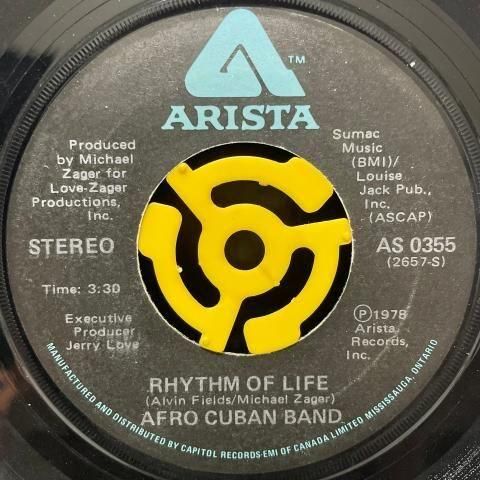 TM
ARISTA
Produced
by Michael
Zager for
Love-Zager
Productions,
Inc.
Sumac
Music
(BMI)/
Louise
Jack Pub.,
Inc.
(ASCAP)
STEREO
AS 0355
(2657-S)
Time: 3:30
Executive
Producer
Jerry Love
Ⓟ1978
Arista
Records,
Inc.
RHYTHM OF LIFE
(Alvin Fields/Michael Zager)
AFRO CUBAN BAND
MANUFACTURED AND DISTRIBUTED BY CAPITOL RECORDS-EMI OF CANADA LIMITED MISSISSAUGA, ONTARIO